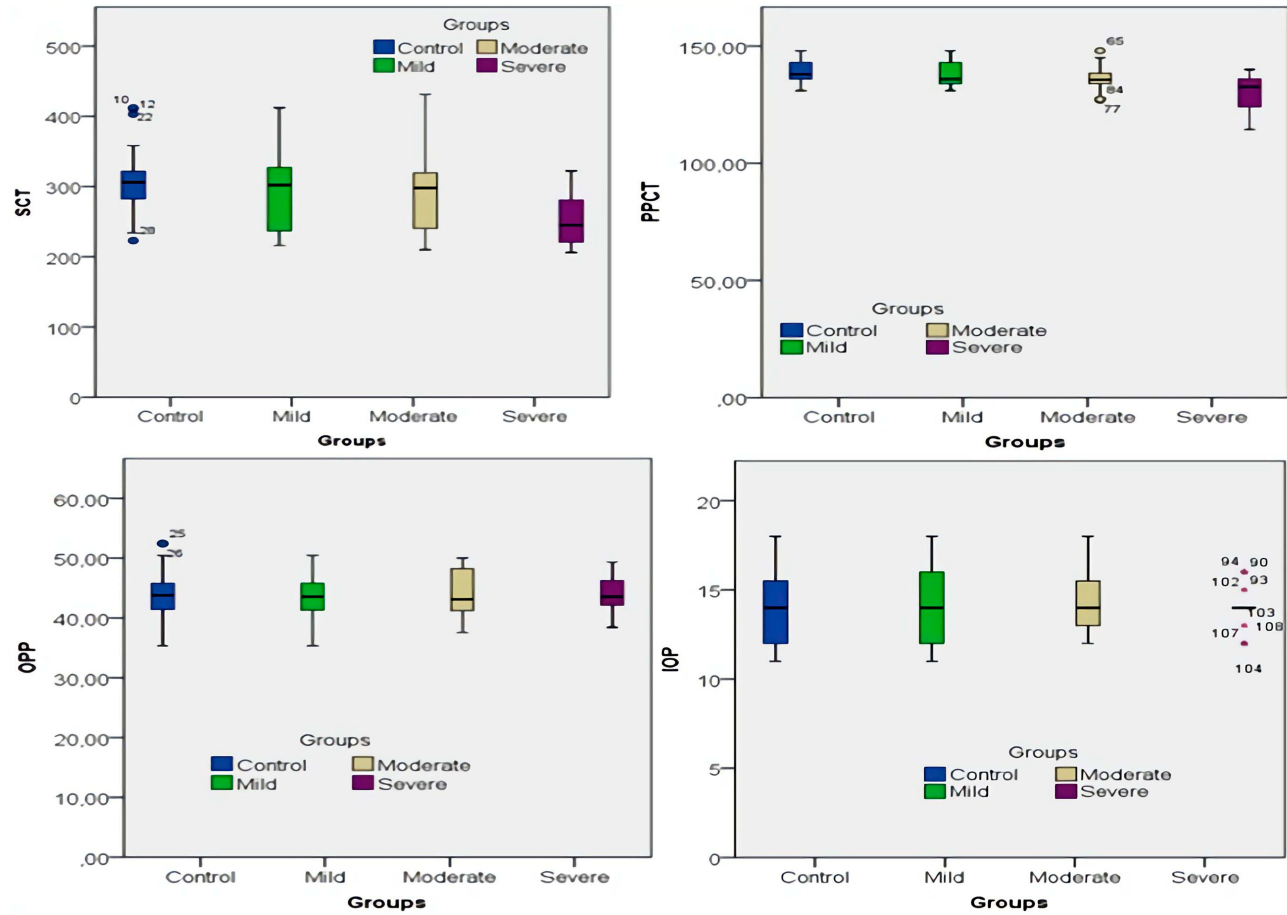 Groups
Control Moderate
Mild Severe
500
400
300
200
100
0
SCT
10 12
22
28
Control Mild Moderate Severe
Groups
150,00
100,00
50,00
,00
PPCT
65
84
77
Groups
Control Moderate
Mild Severe
Control Mild Moderate Severe
Groups
60,00
50,00
40,00
30,00
20,00
10,00
,00
OPP
25
26
Groups
Control Moderate
Mild Severe
Control Mild Moderate Severe
Groups
20
15
10
5
0
IOP
94 90
102 93
103
107 108
104
Groups
Control Moderate
Mild Severe
Control Mild Moderate Severe
Groups